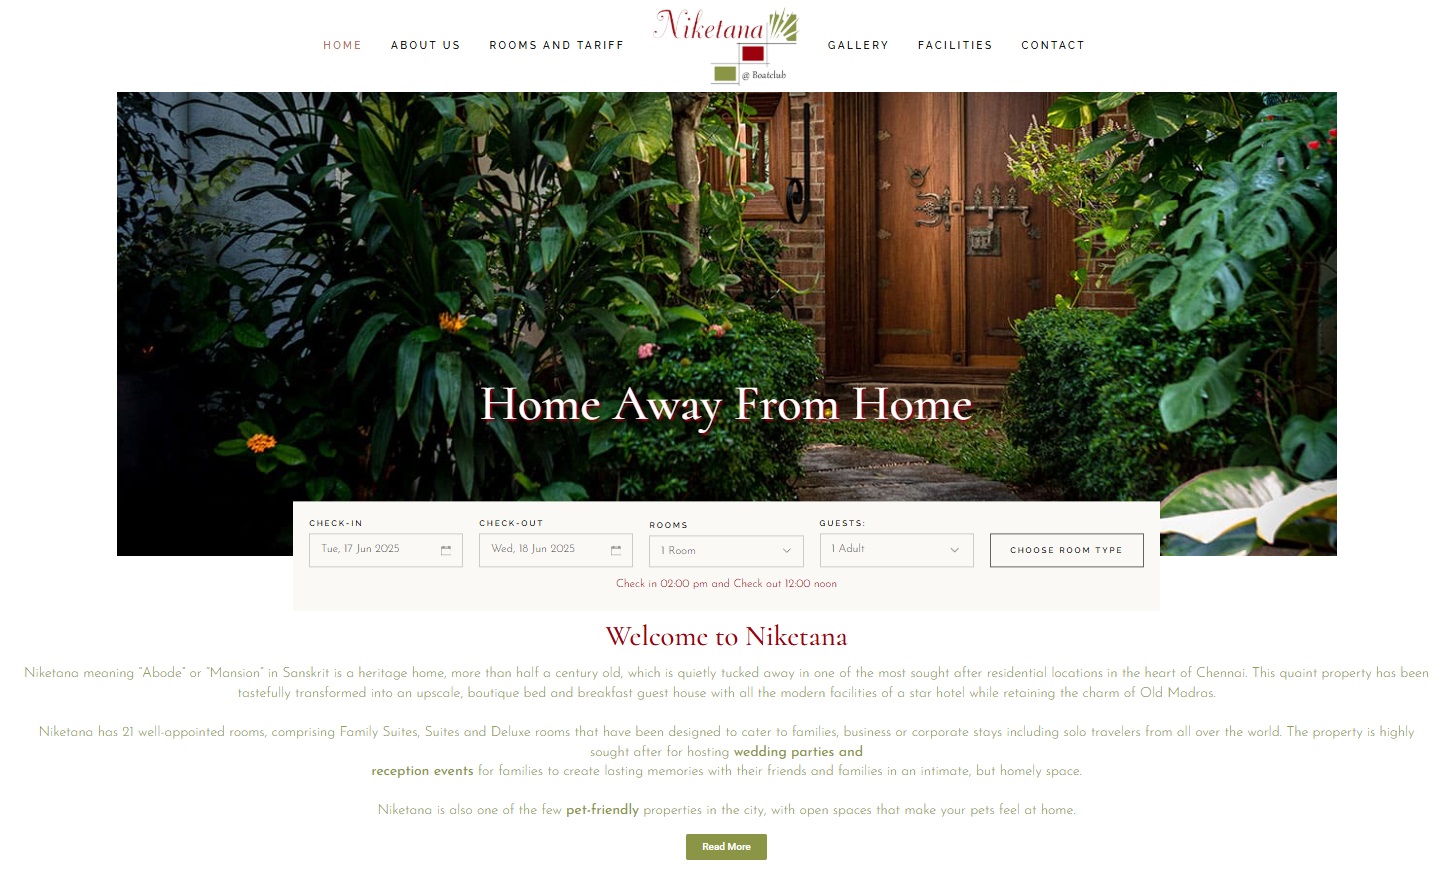 HOME
ABOUT US
ROOMS AND TARIFF
Niketana
@ Boatclub
GALLERY
FACILITIES
CONTACT
Home Away From Home
CHECK-IN
CHECK-OUT
ROOMS
GUESTS:
Tue, 17 Jun 2025
Wed, 18 Jun 2025
1 Room
1 Adult
CHOOSE ROOM TYPE
Check in 02:00 pm and Check out 12:00 noon
Welcome to Niketana
Niketana meaning “Abode” or “Mansion” in Sanskrit is a heritage home, more than half a century old, which is quietly tucked away in one of the most sought after residential locations in the heart of Chennai. This quaint property has been
tastefully transformed into an upscale, boutique bed and breakfast guest house with all the modern facilities of a star hotel while retaining the charm of Old Madras.
Niketana has 21 well-appointed rooms, comprising Family Suites, Suites and Deluxe rooms that have been designed to cater to families, business or corporate stays including solo travelers from all over the world. The property is highly
sought after for hosting wedding parties and
reception events for families to create lasting memories with their friends and families in an intimate, but homely space.
Niketana is also one of the few pet-friendly properties in the city, with open spaces that make your pets feel at home.
Read More